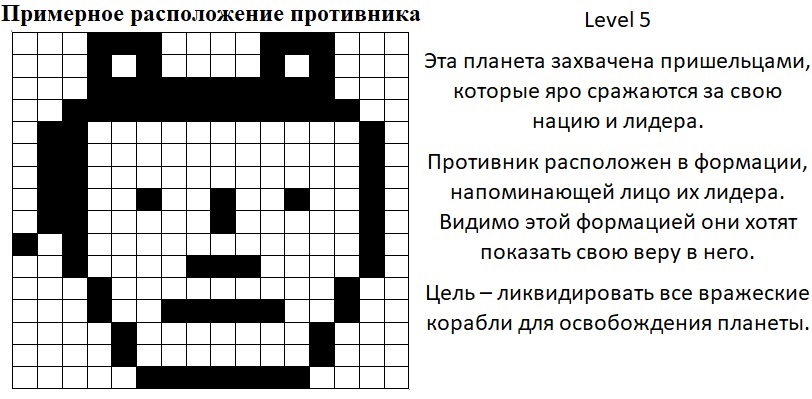 Примерное расположение противника
Level 5
Эта планета захвачена пришельцами,
которые яро сражаются за свою
нацию и лидера.
Противник расположен в формации,
напоминающей лицо их лидера.
Видимо этой формацией они хотят
показать свою веру в него.
Цель – ликвидировать все вражеские
корабли для освобождения планеты.